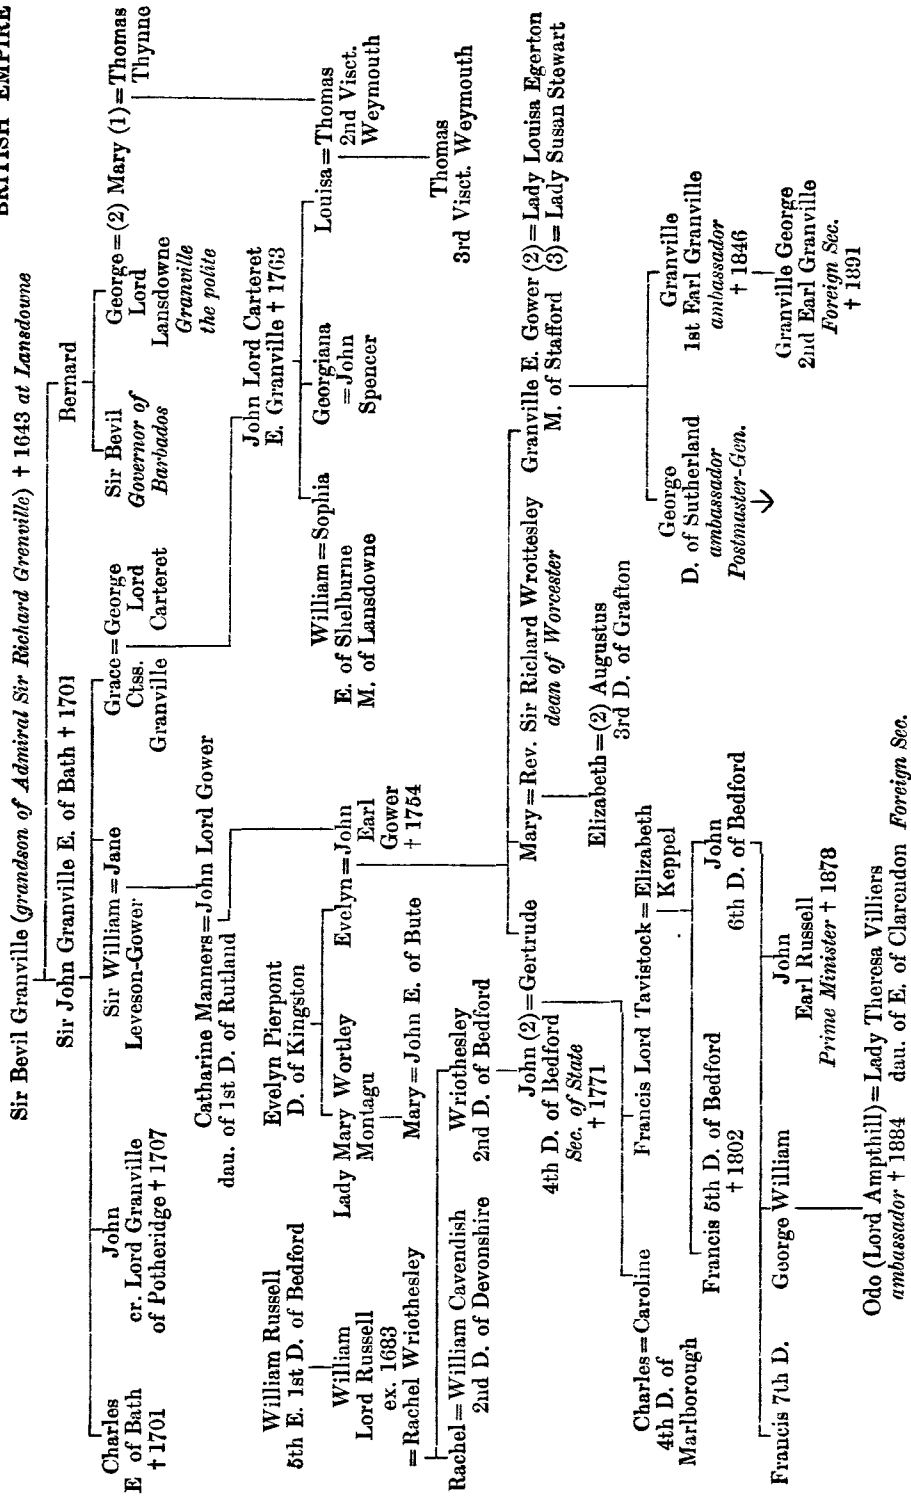 BRITISH EMPIRE
Sir Bevil Granville (grandson of Admiral Sir Richard Grenville) † 1643 at Lansdowne
Sir John Granville E. of Bath † 1701
Bernard
Charles
E of Bath
† 1701
John
cr. Lord Granville
of Potheridge † 1707
Sir William = Jane
Leveson-Gower
Grace = George
Ctss. Lord
Granville Carteret
Sir Bevil
Governor of
Barbados
George = (2) Mary (1) = Thomas
Lord Thynne
Lansdowne
Granville
the polite
Catharine Manners = John Lord Gower
dau. of 1st D. of Rutland
John Lord Carteret
E. Granville † 1763
William Russell
5th E. 1st D. of Bedford
Evelyn Pierpont
D. of Kingston
William = Sophia
E. of Shelburne
M. of Lansdowne
Georgiana
= John
Spencer
Louisa = Thomas
2nd Visct.
Weymouth
William
Lord Russell
ex. 1683
= Rachel Wriothesley
Lady Mary Wortley
Montagu
Evelyn = John
Earl
Gower
† 1754
Mary = John E. of Bute
Thomas
3rd Visct. Weymouth
Rachel = William Cavendish
2nd D. of Devonshire
Wriothesley
2nd D. of Bedford
John (2) = Gertrude
4th D. of Bedford
Sec. of State
† 1771
Mary = Rev. Sir Richard Wrottesley
dean of Worcester
Granville E. Gower (2) = Lady Louisa Egerton
M. of Stafford (3) = Lady Susan Stewart
Elizabeth = (2) Augustus
3rd D. of Grafton
Charles = Caroline
4th D. of
Marlborough
Francis Lord Tavistock = Elizabeth
Keppel
George
D. of Sutherland
ambassador
Postmaster-Gen.
Granville
1st Earl Granville
ambassador
† 1846
Francis 5th D. of Bedford
† 1802
John
6th D. of Bedford
Granville George
2nd Earl Granville
Foreign Sec.
† 1891
Francis 7th D.
George William
John
Earl Russell
Prime Minister † 1878
Odo (Lord Ampthill) = Lady Theresa Villiers
ambassador † 1884 dau. of E. of Clarendon Foreign Sec.